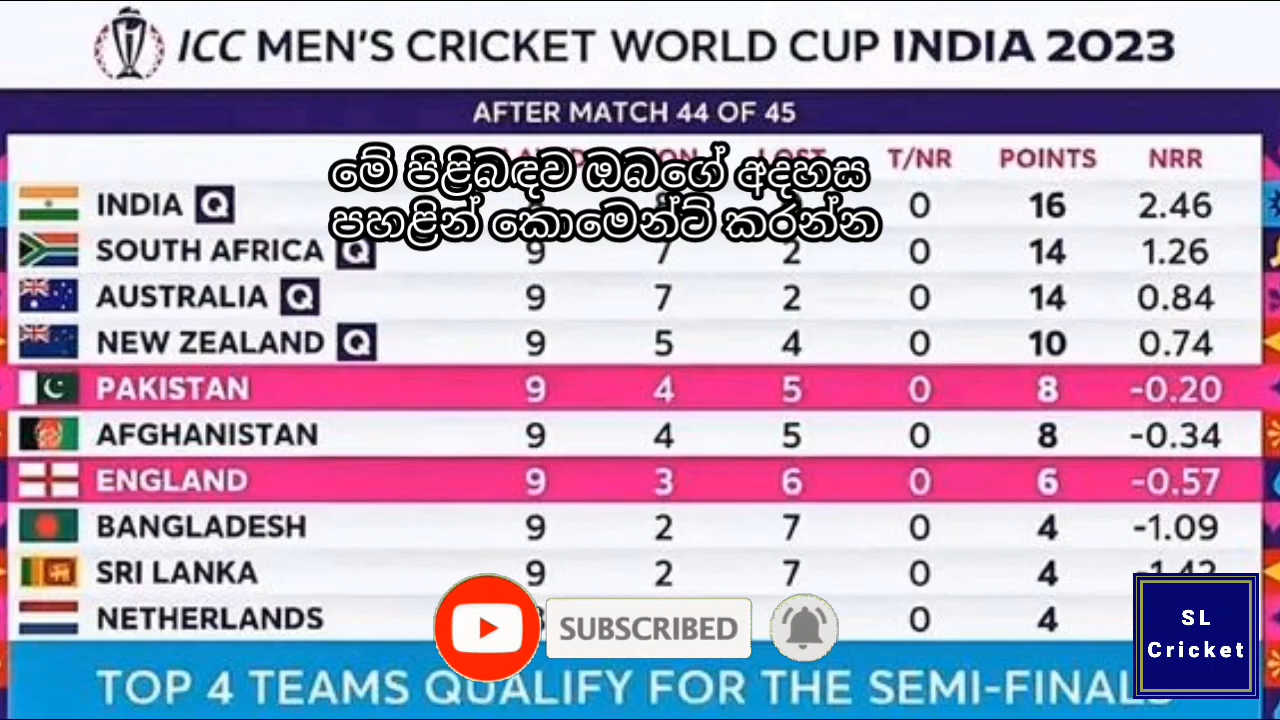 ICC MEN'S CRICKET WORLD CUP INDIA 2023
AFTER MATCH 44 OF 45
T/NR POINTS NRR
මේ පිළිබඳව ඔබගේ අදහස
පහළින් කොමෙන්ට් කරන්න
INDIA Q 0 16 2.46
SOUTH AFRICA Q 9 7 2 0 14 1.26
AUSTRALIA Q 9 7 2 0 14 0.84
NEW ZEALAND Q 9 5 4 0 10 0.74
PAKISTAN 9 4 5 0 8 -0.20
AFGHANISTAN 9 4 5 0 8 -0.34
ENGLAND 9 3 6 0 6 -0.57
BANGLADESH 9 2 7 0 4 -1.09
SRI LANKA 9 2 7 0 4
NETHERLANDS 0 4
SUBSCRIBED
SL
Cricket
TOP 4 TEAMS QUALIFY FOR THE SEMI-FINALS